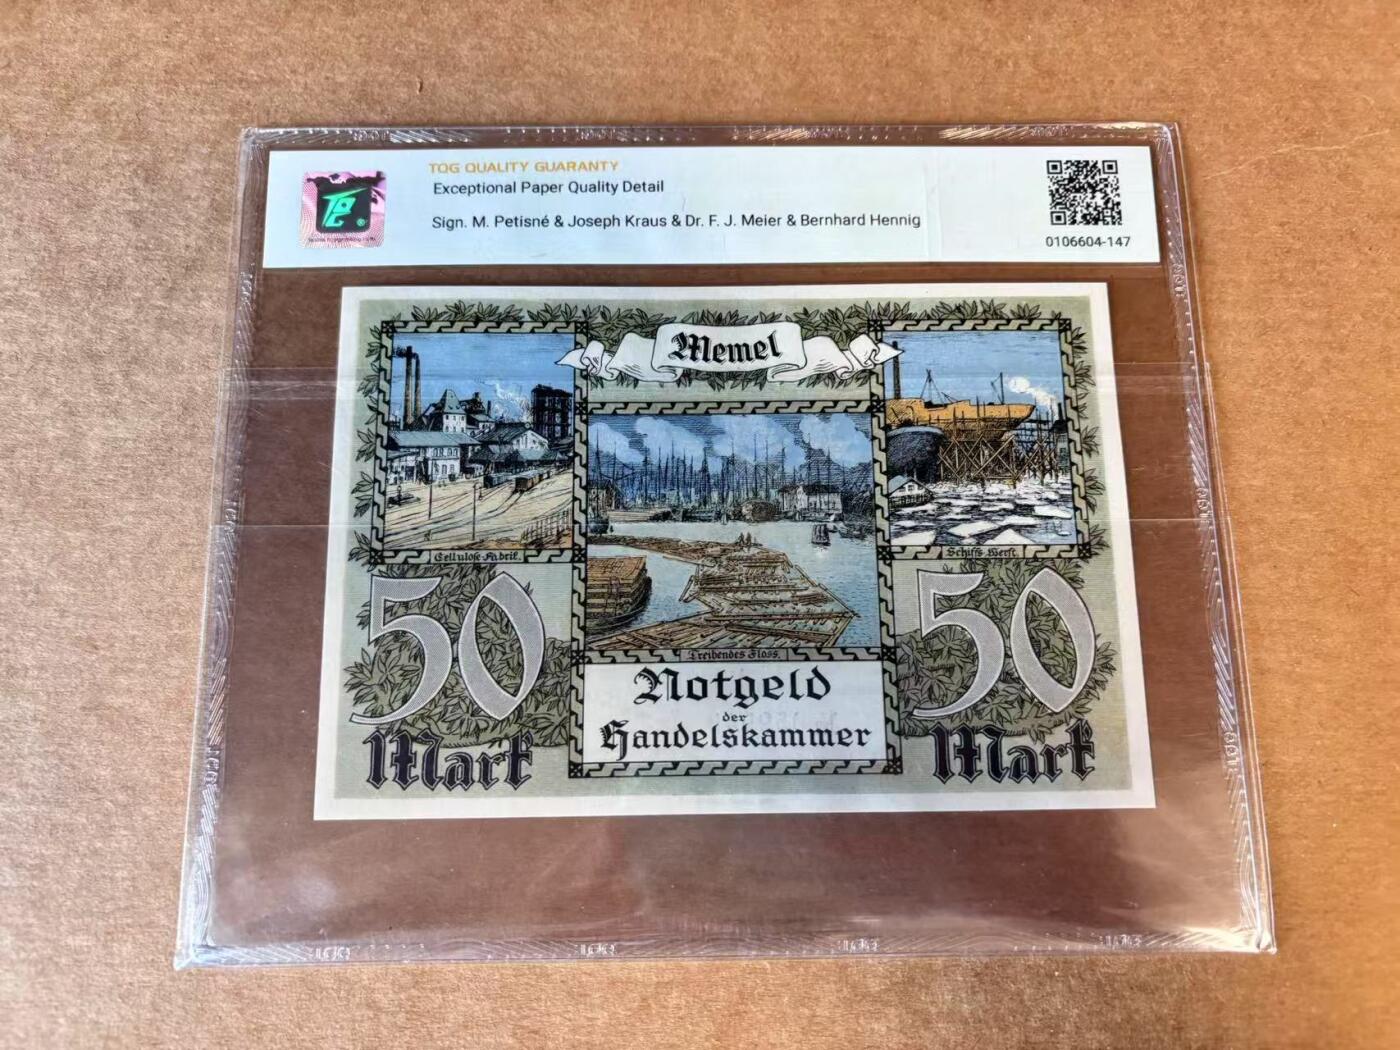 TQG QUALITY GUARANTY
Exceptional Paper Quality Detail
Sign. M. Petisné & Joseph Kraus & Dr. F. J. Meier & Bernhard Hennig
0106604-147
Memel
Cellulose-Fabrik.
Schiffs-Werft.
Treibendes Floss.
50
Mark
50
Mark
Notgeld
der
Handelskammer